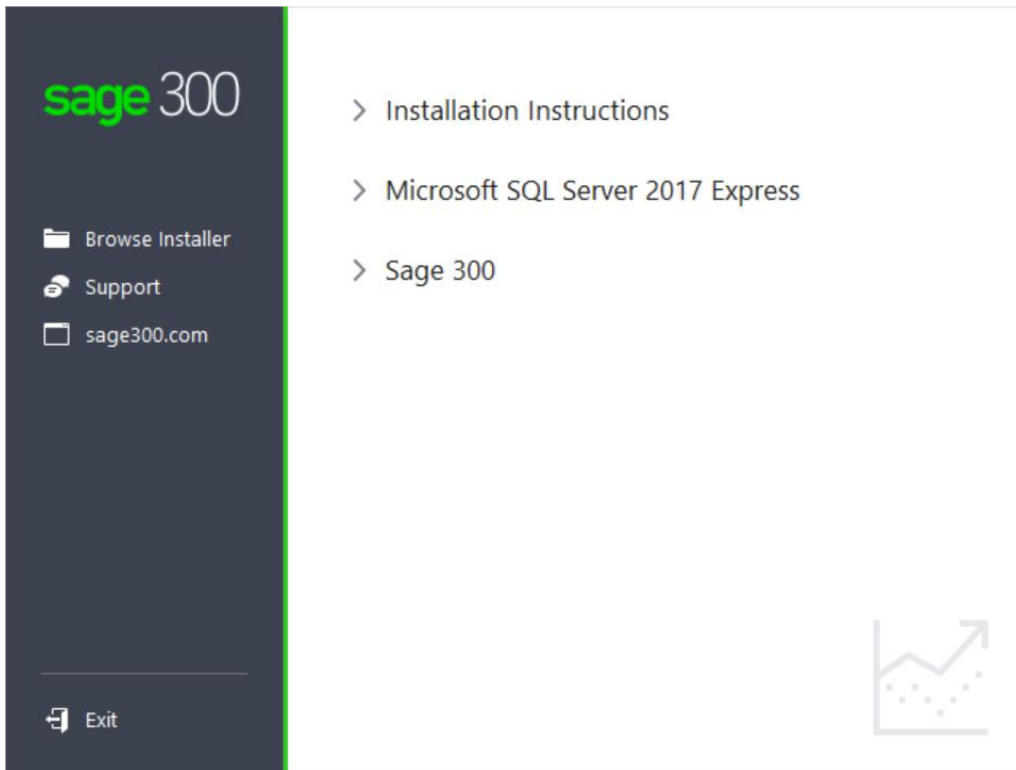 sage 300
Browse Installer
Support
sage300.com
Exit
Installation Instructions
Microsoft SQL Server 2017 Express
Sage 300